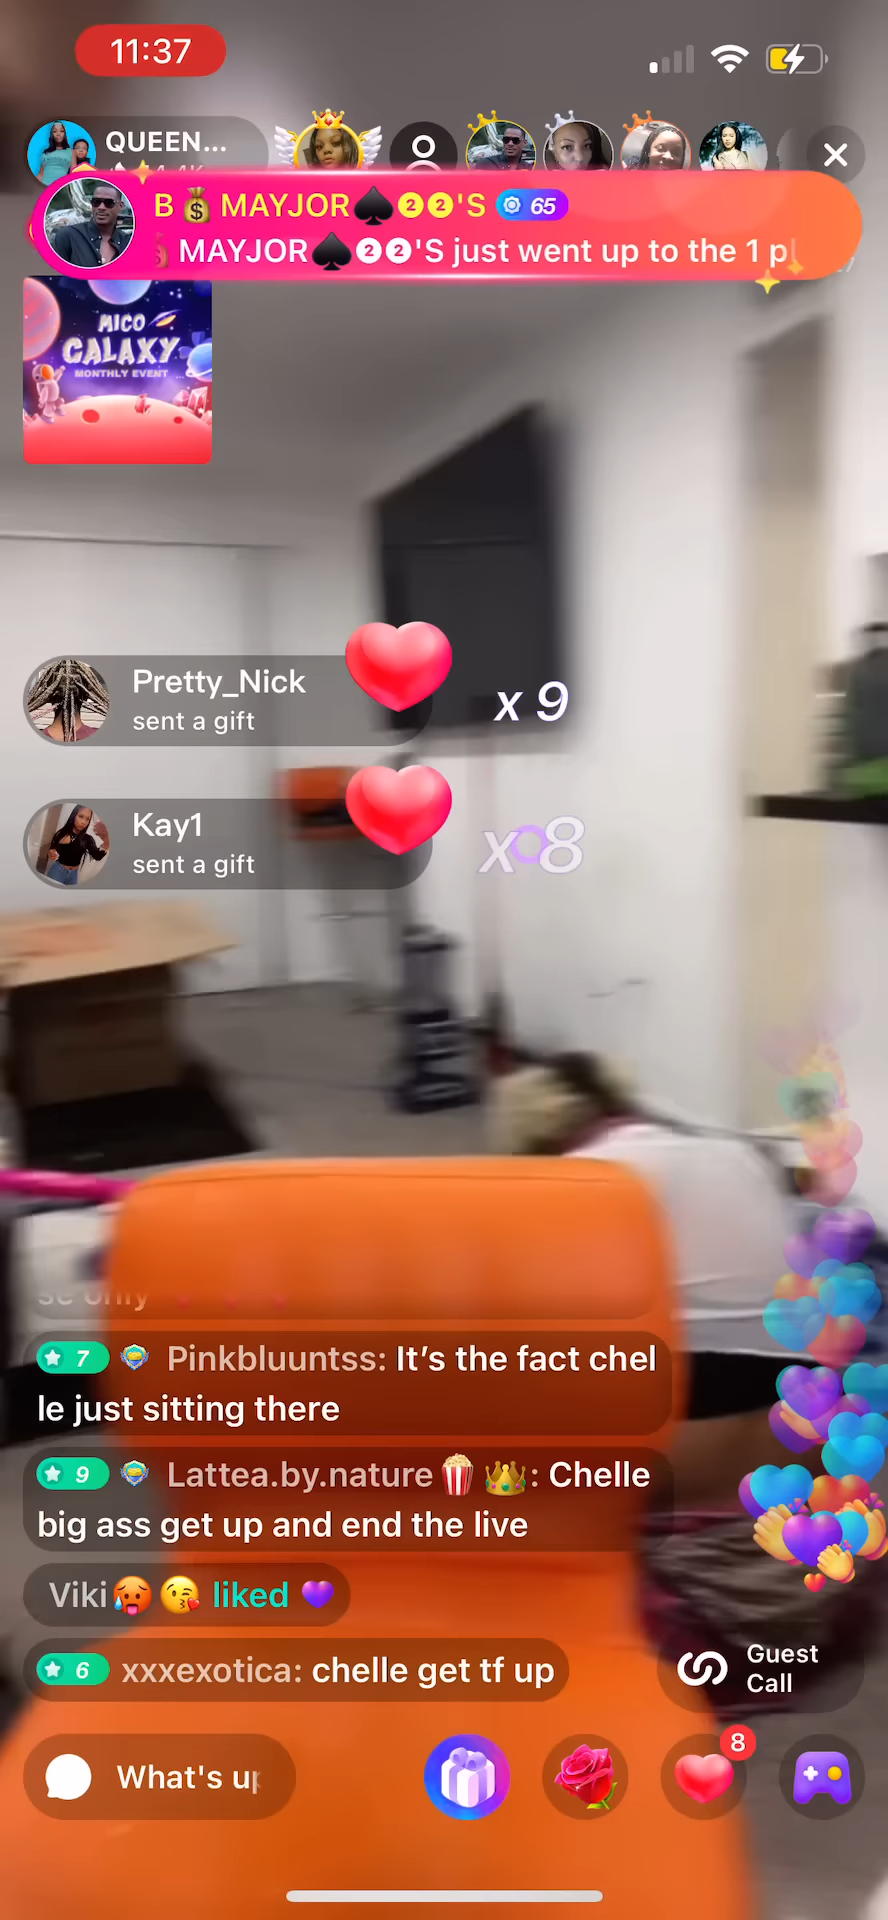 11:37
QUEEN...
B💰MAYJOR♠️❷❷'S 65
MAYJOR♠️❷❷'S just went up to the 1 p
MICO
GALAXY
MONTHLY EVENT
Pretty_Nick
sent a gift
x 9
Kay1
sent a gift
x 8
se only
7 Pinkbluuntss: It’s the fact chel
le just sitting there
9 Lattea.by.nature🍿👑: Chelle
big ass get up and end the live
Viki🥵😘 liked 💜
6 xxxexotica: chelle get tf up
Guest
Call
What's up
8